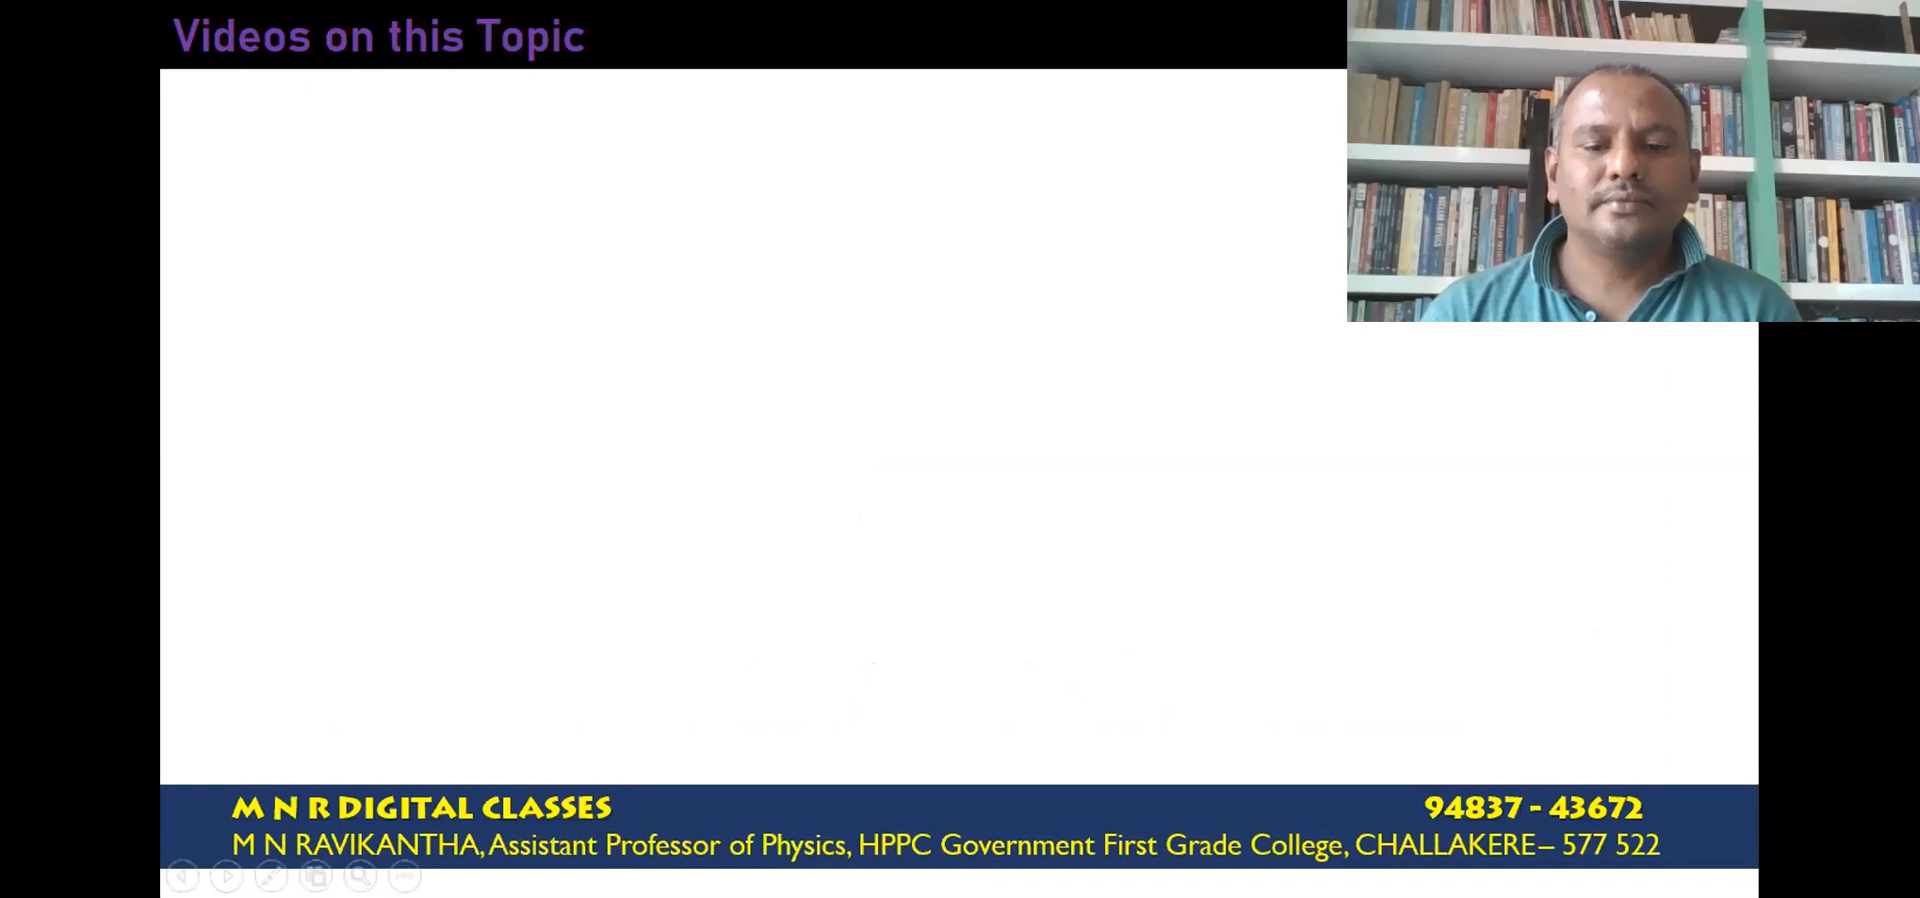 Videos on this Topic
M N R DIGITAL CLASSES
94837 - 43672
M N RAVIKANTHA, Assistant Professor of Physics, HPPC Government First Grade College, CHALLAKERE– 577 522